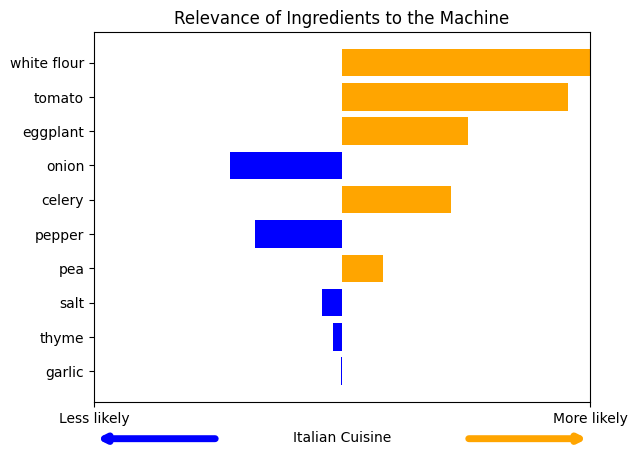 Relevance of Ingredients to the Machine
white flour
tomato
eggplant
onion
celery
pepper
pea
salt
thyme
garlic
Less likely More likely
Italian Cuisine